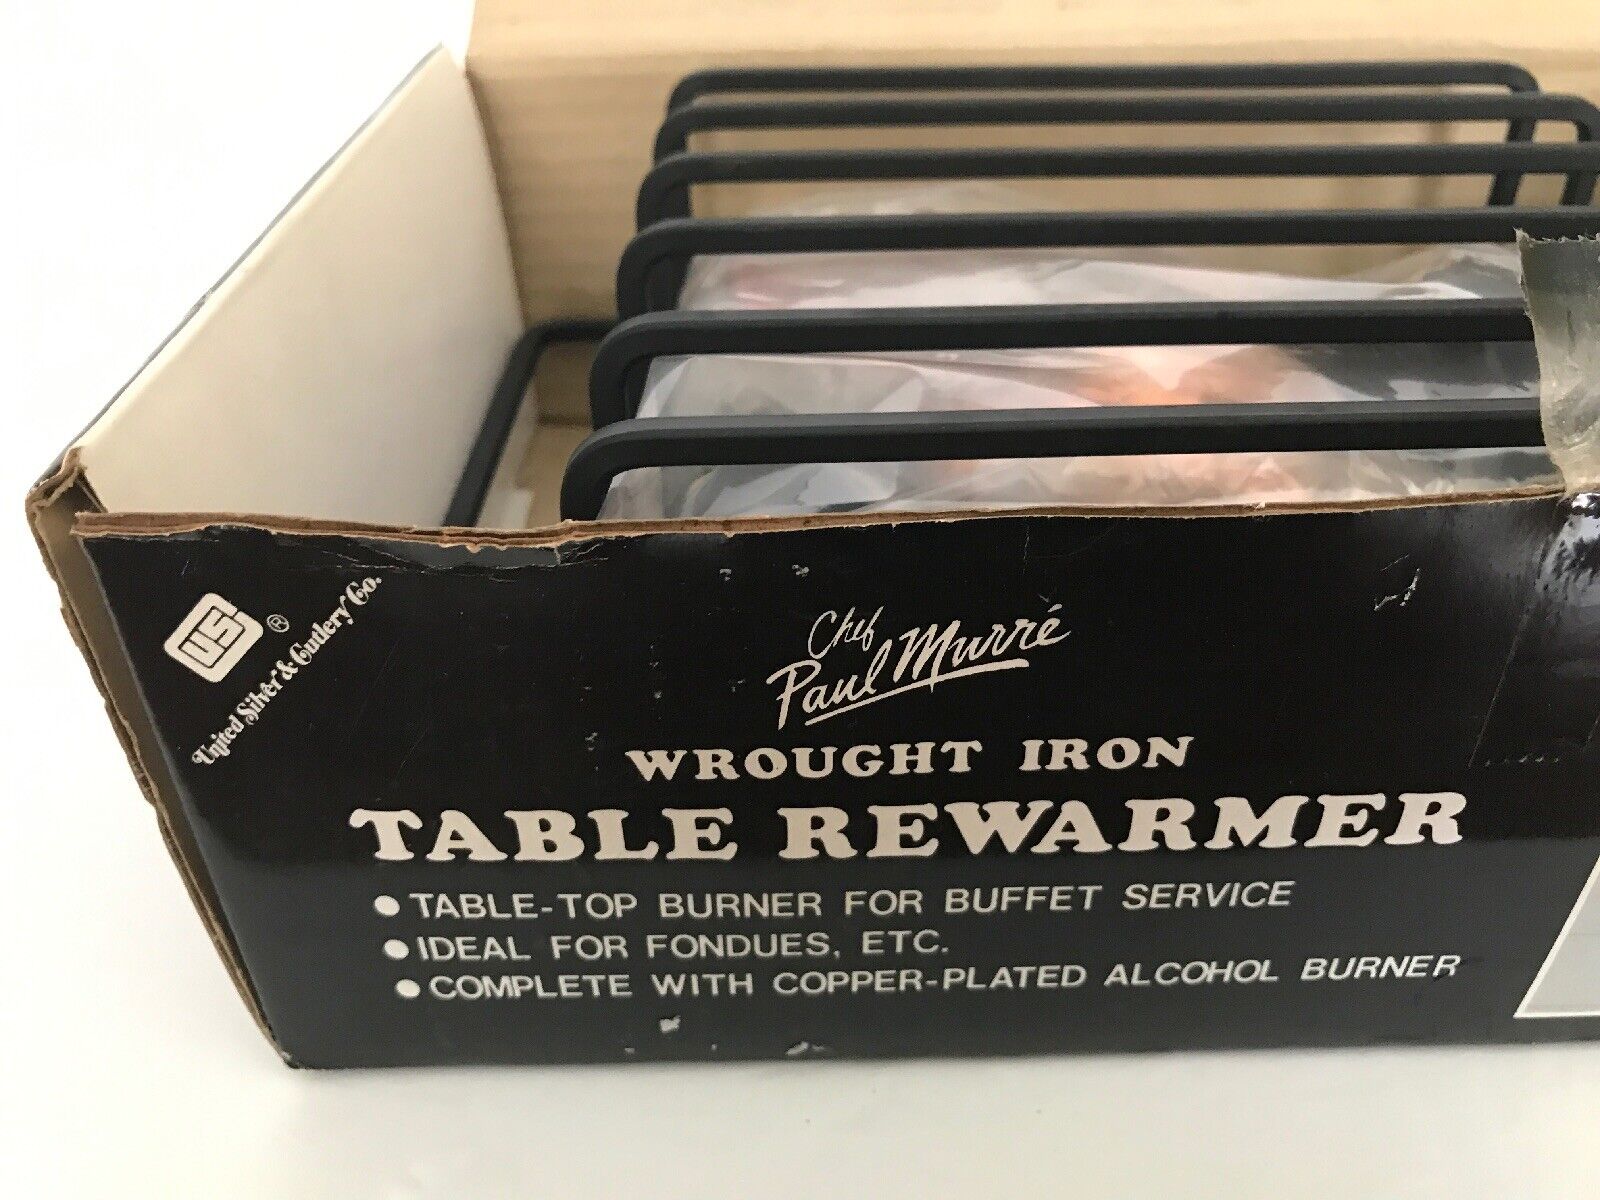 US ®
United Silver & Cutlery Co.
Chef
Paul Murré
WROUGHT IRON
TABLE REWARMER
• TABLE-TOP BURNER FOR BUFFET SERVICE
• IDEAL FOR FONDUES, ETC.
• COMPLETE WITH COPPER-PLATED ALCOHOL BURNER